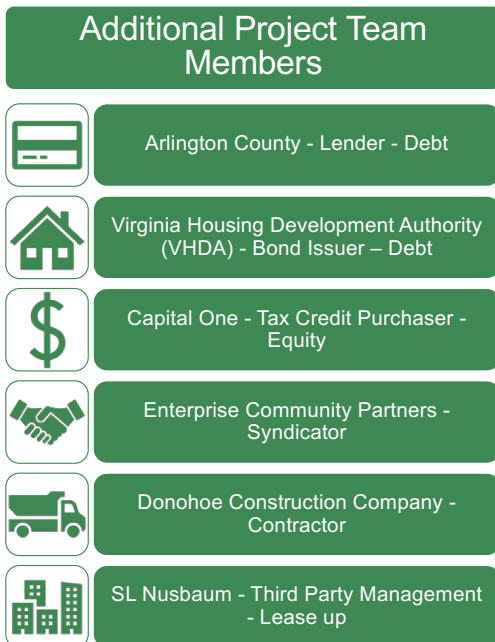 Additional Project Team
Members
Arlington County - Lender - Debt
Virginia Housing Development Authority
(VHDA) - Bond Issuer – Debt
Capital One - Tax Credit Purchaser -
Equity
Enterprise Community Partners -
Syndicator
Donohoe Construction Company -
Contractor
SL Nusbaum - Third Party Management
- Lease up